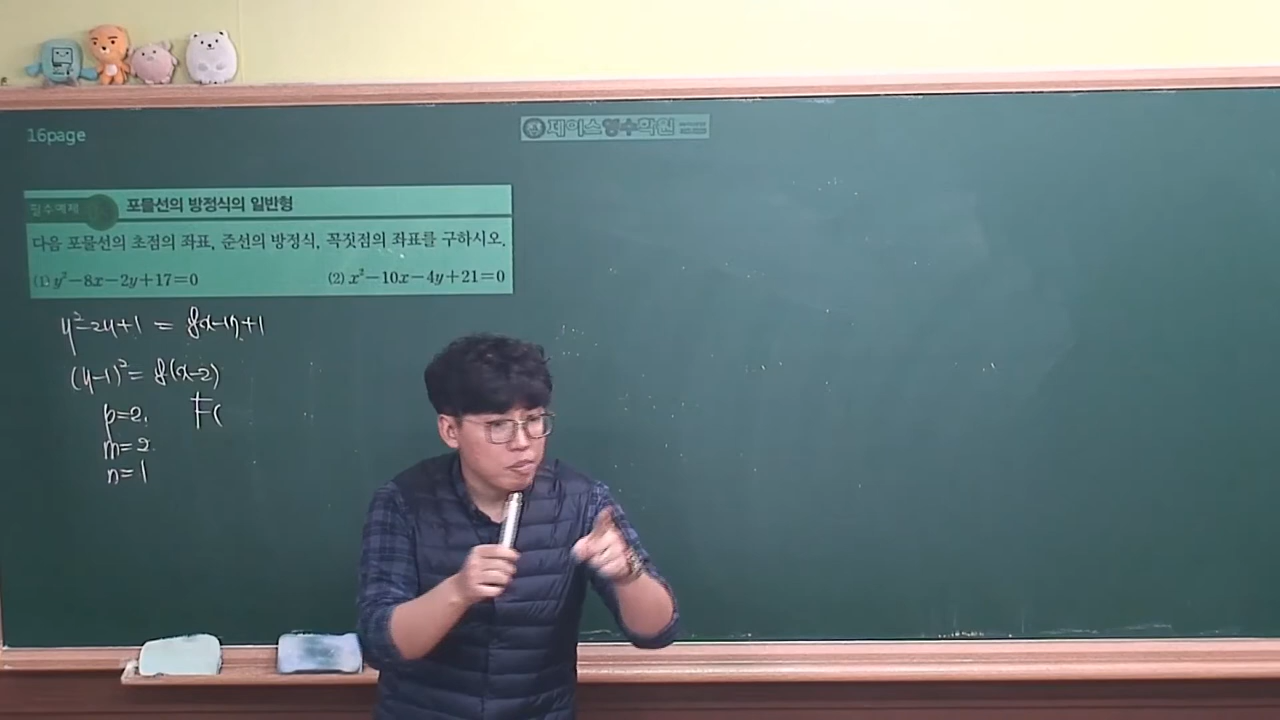 16page
제이스영수학원
필수예제 포물선의 방정식의 일반형
다음 포물선의 초점의 좌표, 준선의 방정식, 꼭짓점의 좌표를 구하시오.
(1) y²−8x−2y+17=0 (2) x²−10x−4y+21=0
y²−2y+1 = 8x−17+1
(y−1)² = 8(x−2)
p=2, F(
m=2
n=1